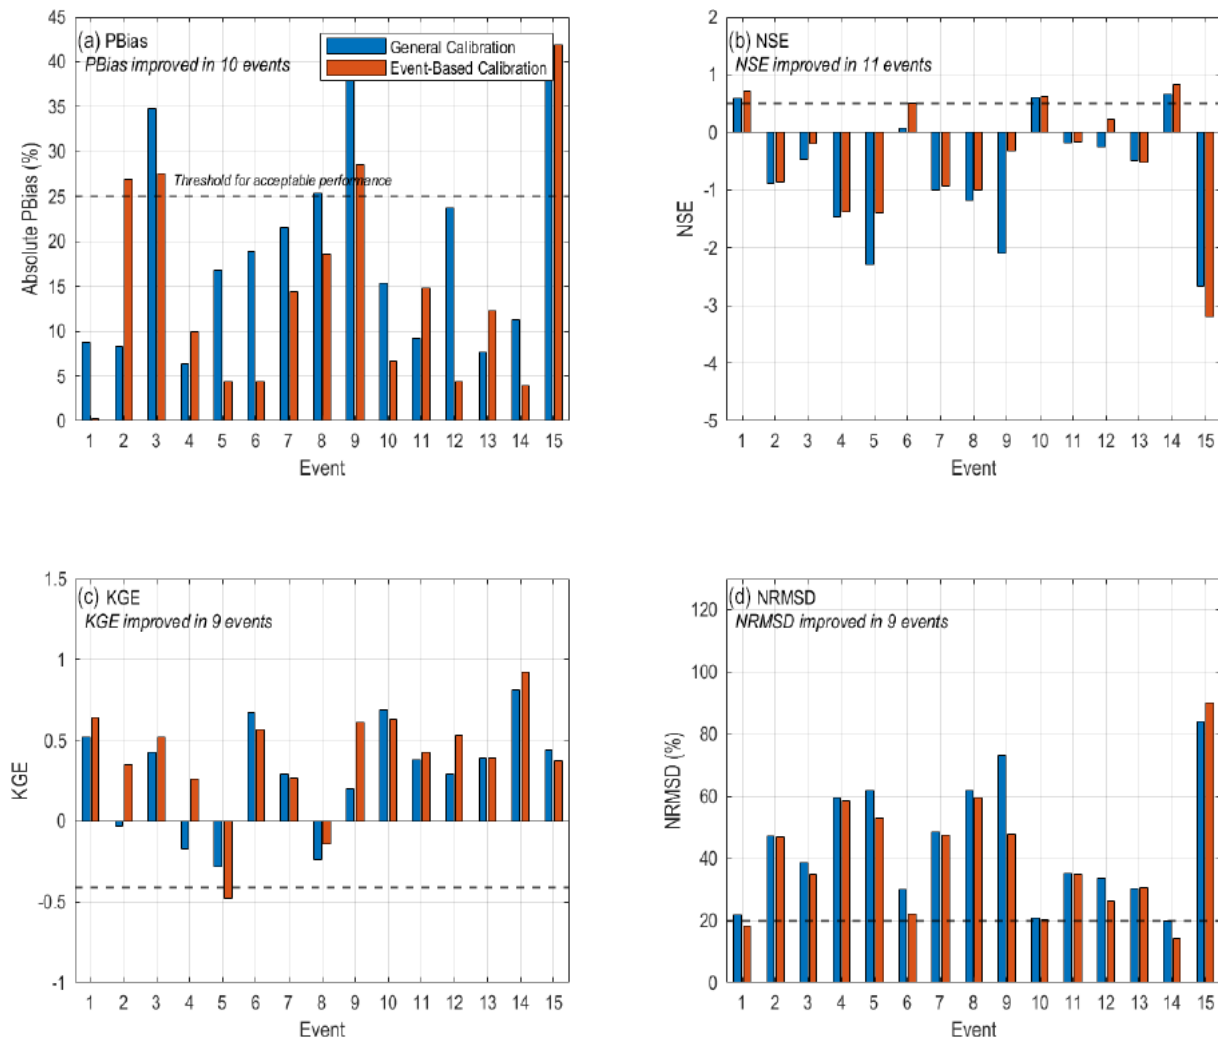 (a) PBias
PBias improved in 10 events
General Calibration
Event-Based Calibration
Threshold for acceptable performance
Absolute PBias (%)
45
40
35
30
25
20
15
10
5
0
1 2 3 4 5 6 7 8 9 10 11 12 13 14 15
Event
(b) NSE
NSE improved in 11 events
NSE
2
1
0
-1
-2
-3
-4
-5
1 2 3 4 5 6 7 8 9 10 11 12 13 14 15
Event
(c) KGE
KGE improved in 9 events
KGE
1.5
1
0.5
0
-0.5
-1
1 2 3 4 5 6 7 8 9 10 11 12 13 14 15
Event
(d) NRMSD
NRMSD improved in 9 events
NRMSD (%)
120
100
80
60
40
20
0
1 2 3 4 5 6 7 8 9 10 11 12 13 14 15
Event